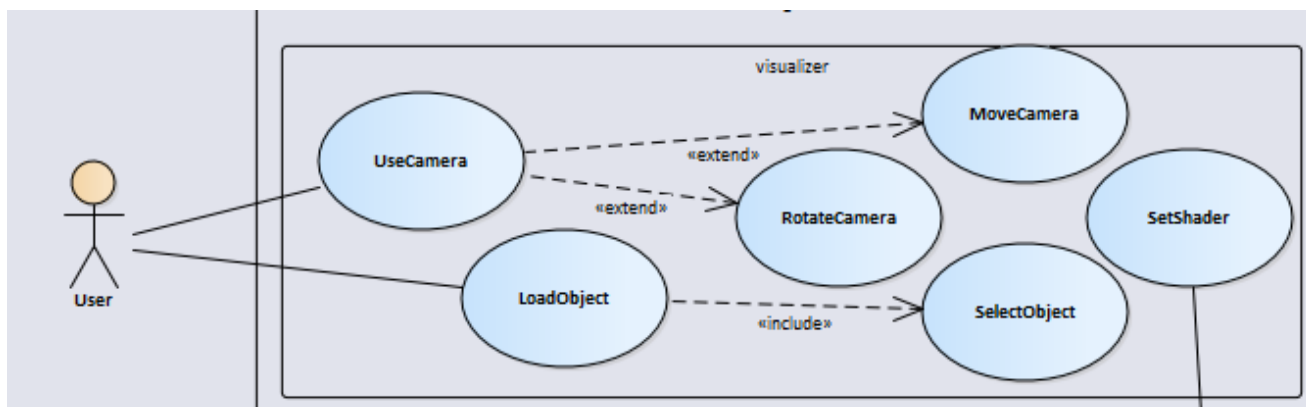 visualizer
MoveCamera
UseCamera
«extend»
«extend»
RotateCamera
SetShader
User
LoadObject
SelectObject
«include»